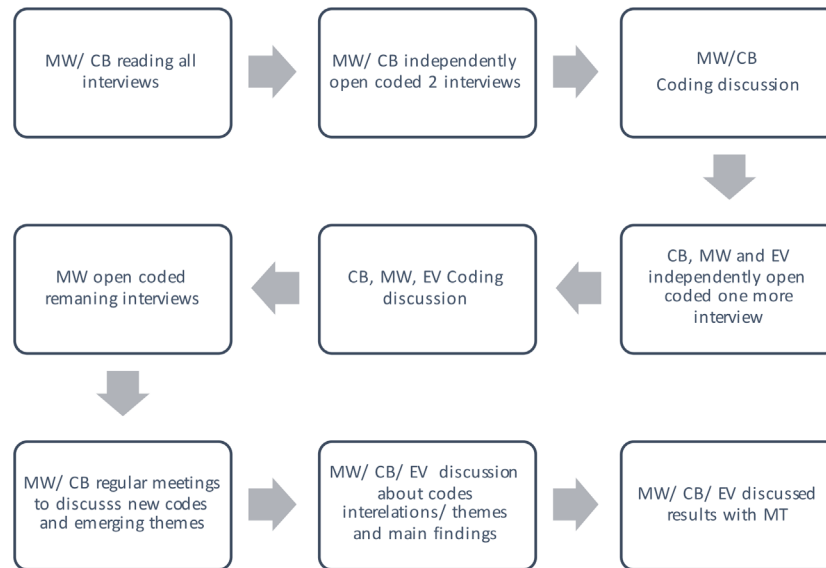 MW/ CB reading all
interviews
MW/ CB independently
open coded 2 interviews
MW/CB
Coding discussion
CB, MW and EV
independently open
coded one more
interview
CB, MW, EV Coding
discussion
MW open coded
remaning interviews
MW/ CB regular meetings
to discusss new codes
and emerging themes
MW/ CB/ EV discussion
about codes
interelations/ themes
and main findings
MW/ CB/ EV discussed
results with MT